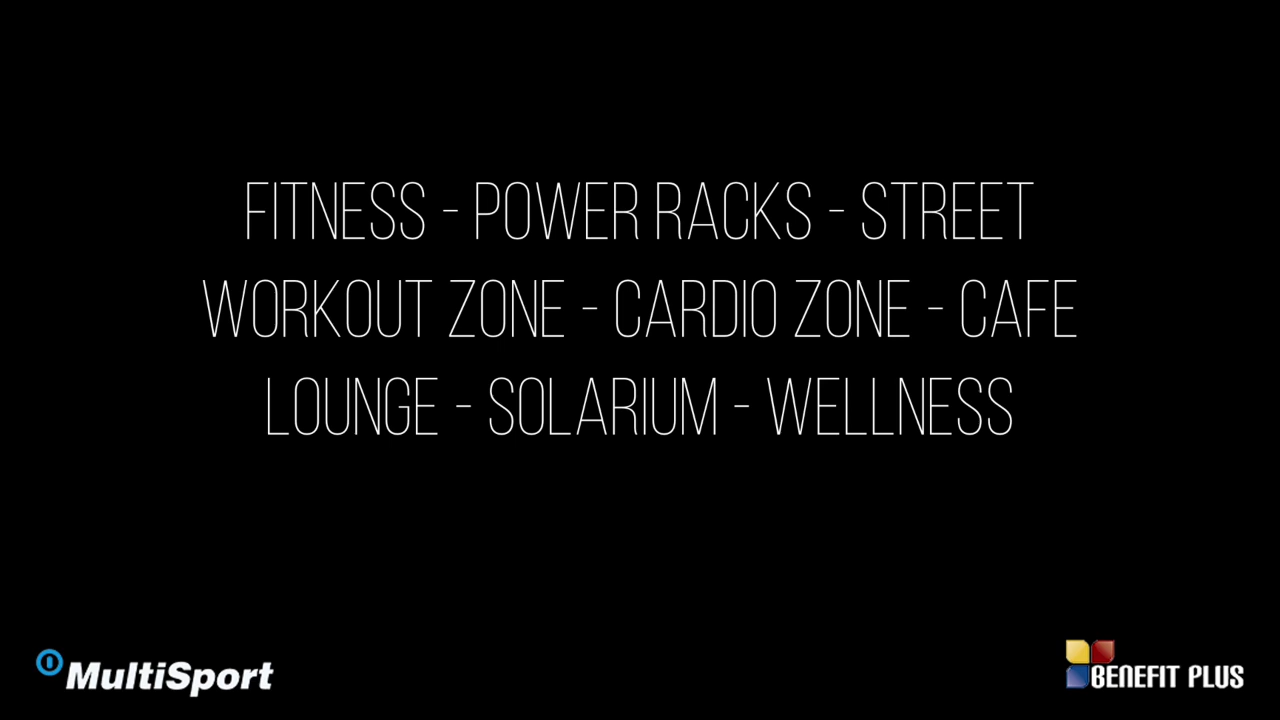 FITNESS - POWER RACKS - STREET
WORKOUT ZONE - CARDIO ZONE - CAFE
LOUNGE - SOLARIUM - WELLNESS
MultiSport
BENEFIT PLUS